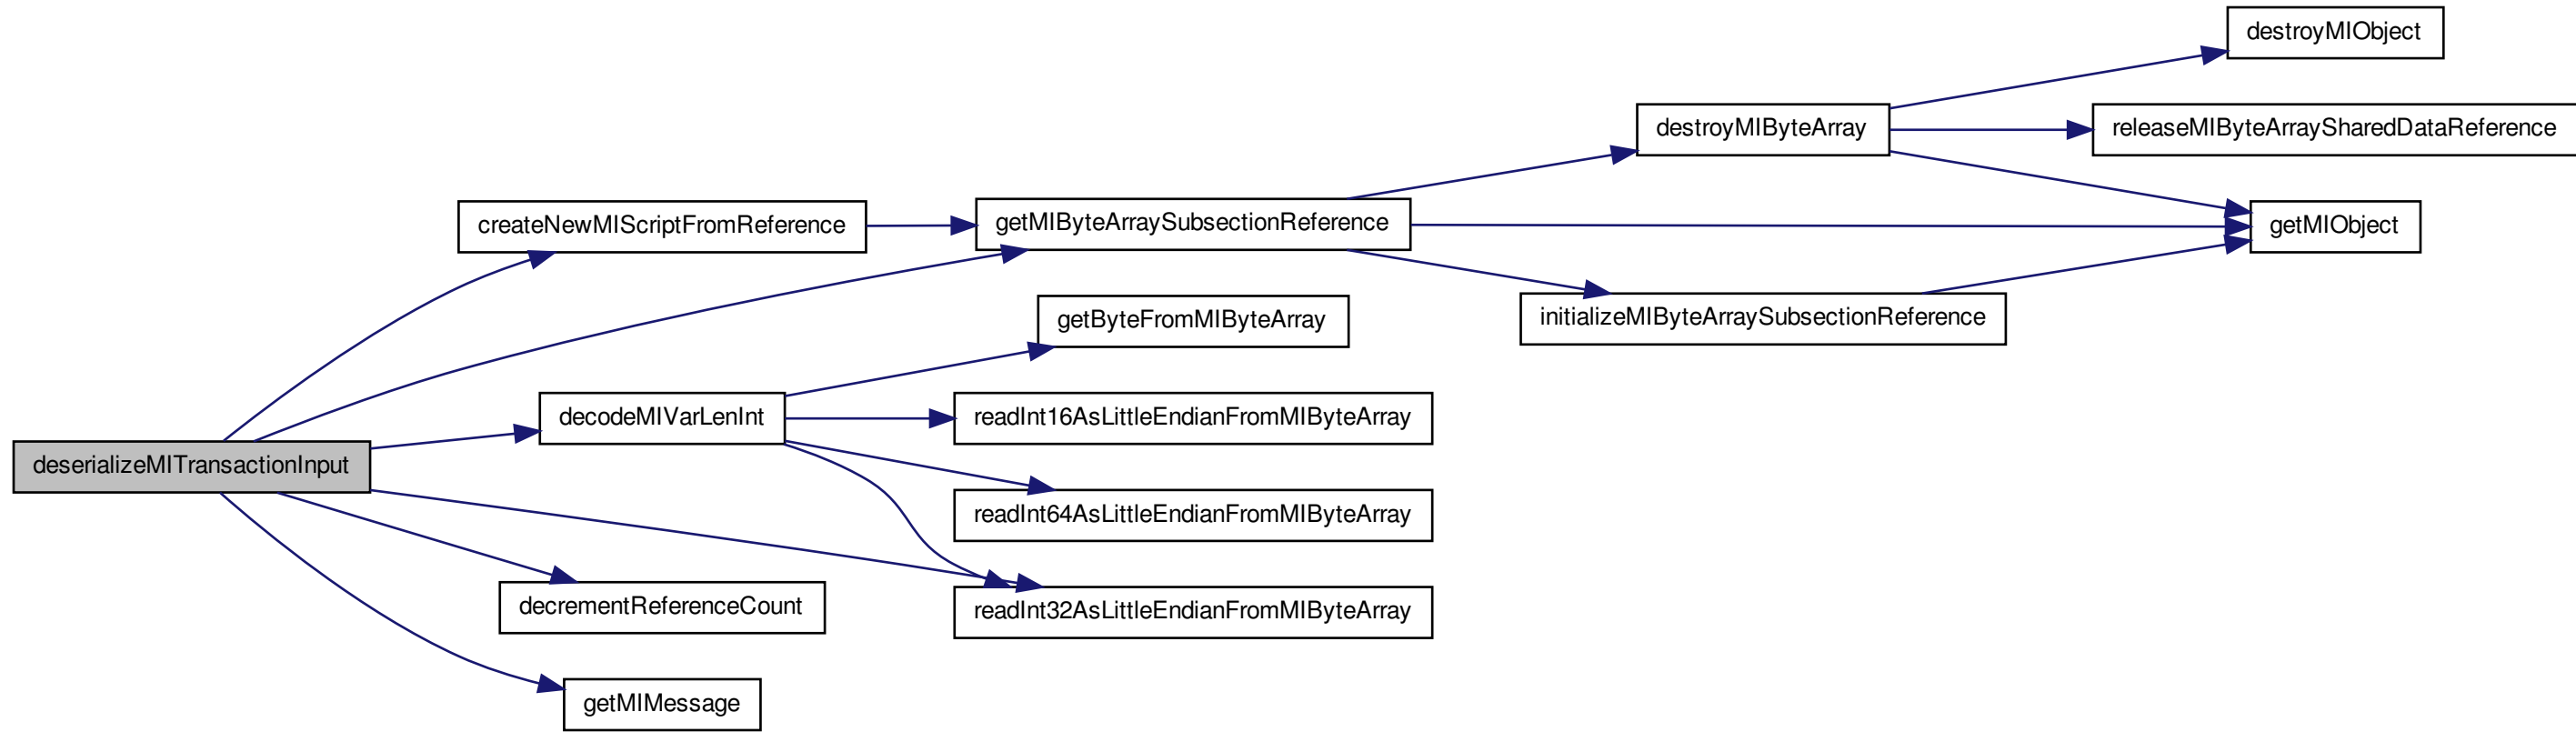 destroyMIObject
destroyMIByteArray
releaseMIByteArraySharedDataReference
createNewMIScriptFromReference
getMIByteArraySubsectionReference
getMIObject
getByteFromMIByteArray
initializeMIByteArraySubsectionReference
decodeMIVarLenInt
readInt16AsLittleEndianFromMIByteArray
deserializeMITransactionInput
readInt64AsLittleEndianFromMIByteArray
decrementReferenceCount
readInt32AsLittleEndianFromMIByteArray
getMIMessage